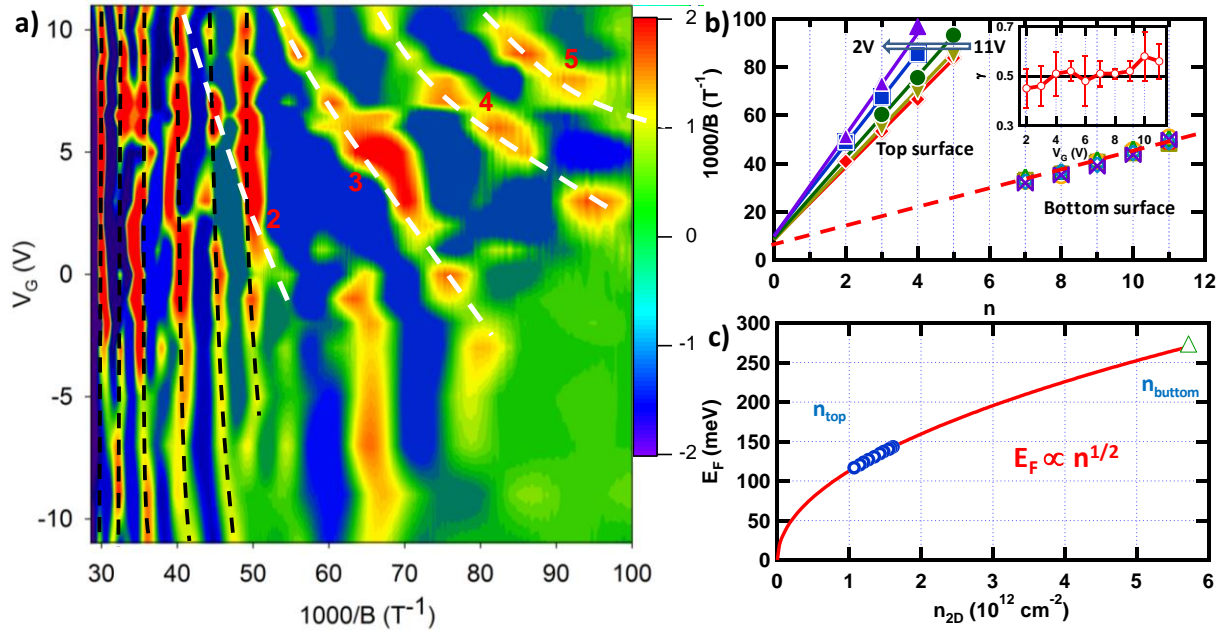 a)
10
5
0
-5
-10
V_G (V)
30 40 50 60 70 80 90 100
1000/B (T⁻¹)
2
3
4
5
2
1
0
-1
-2
b)
100
80
60
40
20
0
1000/B (T⁻¹)
2V
11V
Top surface
Bottom surface
0.7
0.5
0.3
γ
2 4 6 8 10
V_G (V)
0 2 4 6 8 10 12
n
c)
300
250
200
150
100
50
0
E_F (meV)
n_top
n_buttom
E_F ∝ n^1/2
0 1 2 3 4 5 6
n_2D (10¹² cm⁻²)